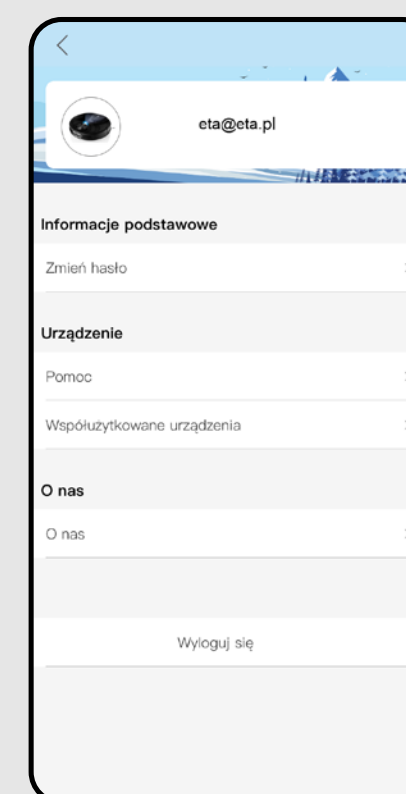 eta@eta.pl
Informacje podstawowe
Zmień hasło
Urządzenie
Pomoc
Współużytkowane urządzenia
O nas
O nas
Wyloguj się